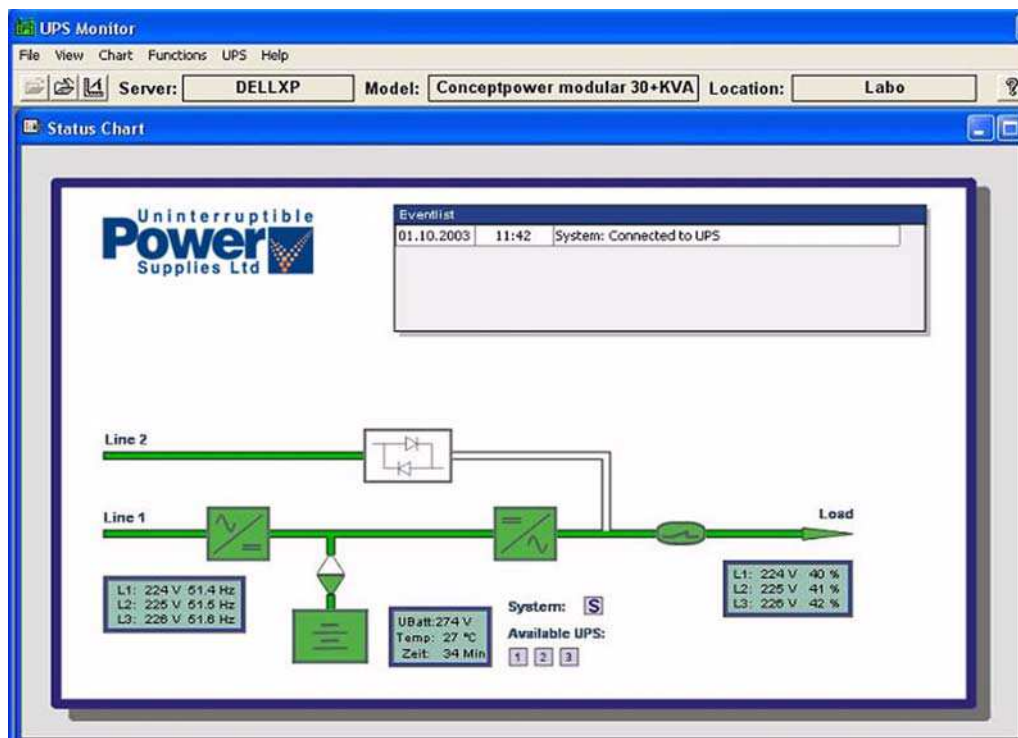 UPS Monitor
File View Chart Functions UPS Help
Server: DELLXP Model: Conceptpower modular 30+KVA Location: Labo
Status Chart
Uninterruptible
Power
Supplies Ltd
Eventlist
01.10.2003 11:42 System: Connected to UPS
Line 2
Line 1
Load
L1: 224 V 51.4 Hz
L2: 225 V 51.5 Hz
L3: 226 V 51.6 Hz
UBatt:274 V
Temp: 27 °C
Zeit: 34 Min
System: S
Available UPS:
1 2 3
L1: 224 V 40 %
L2: 225 V 41 %
L3: 226 V 42 %